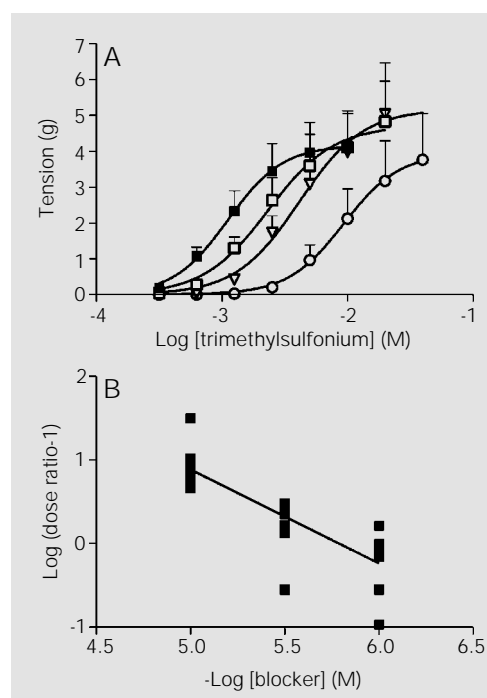 A
7
6
5
4
3
2
1
0
Tension (g)
-4 -3 -2 -1
Log [trimethylsulfonium] (M)
B
2
1
0
-1
Log (dose ratio-1)
4.5 5.0 5.5 6.0 6.5
-Log [blocker] (M)